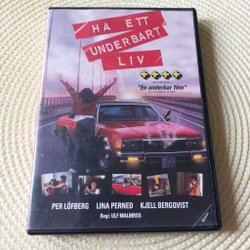 HA ETT
UNDERBART
LIV
"En underbar film"
PER LÖFBERG LINA PERNED KJELL BERGQVIST
Regi: ULF MALMROS